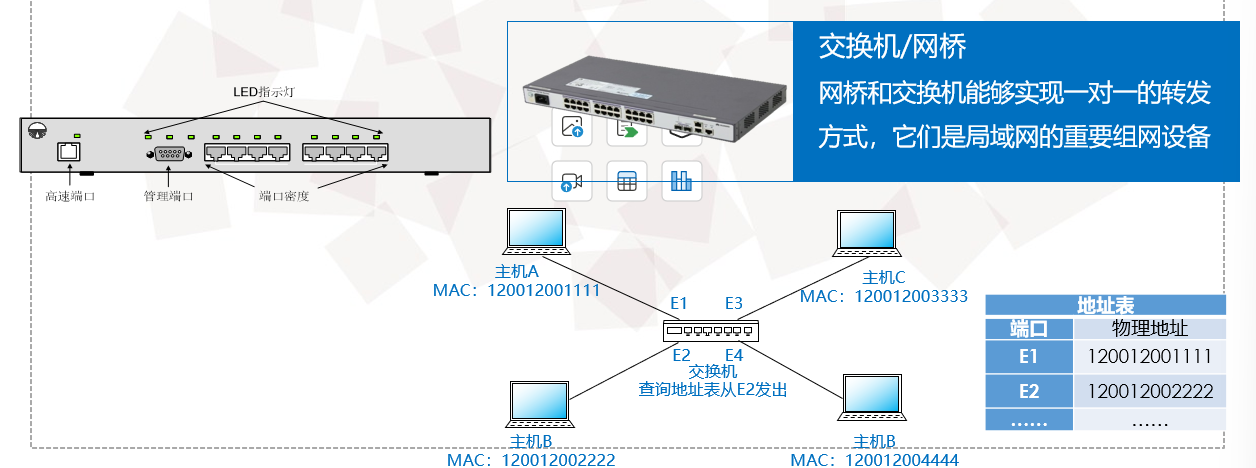 LED指示灯
高速端口
管理端口
端口密度
交换机/网桥
网桥和交换机能够实现一对一的转发
方式，它们是局域网的重要组网设备
主机A
MAC：120012001111
主机C
MAC：120012003333
E1
E3
E2
E4
交换机
查询地址表从E2发出
主机B
MAC：120012002222
主机B
MAC：120012004444
地址表
端口 物理地址
E1 120012001111
E2 120012002222
…… ……